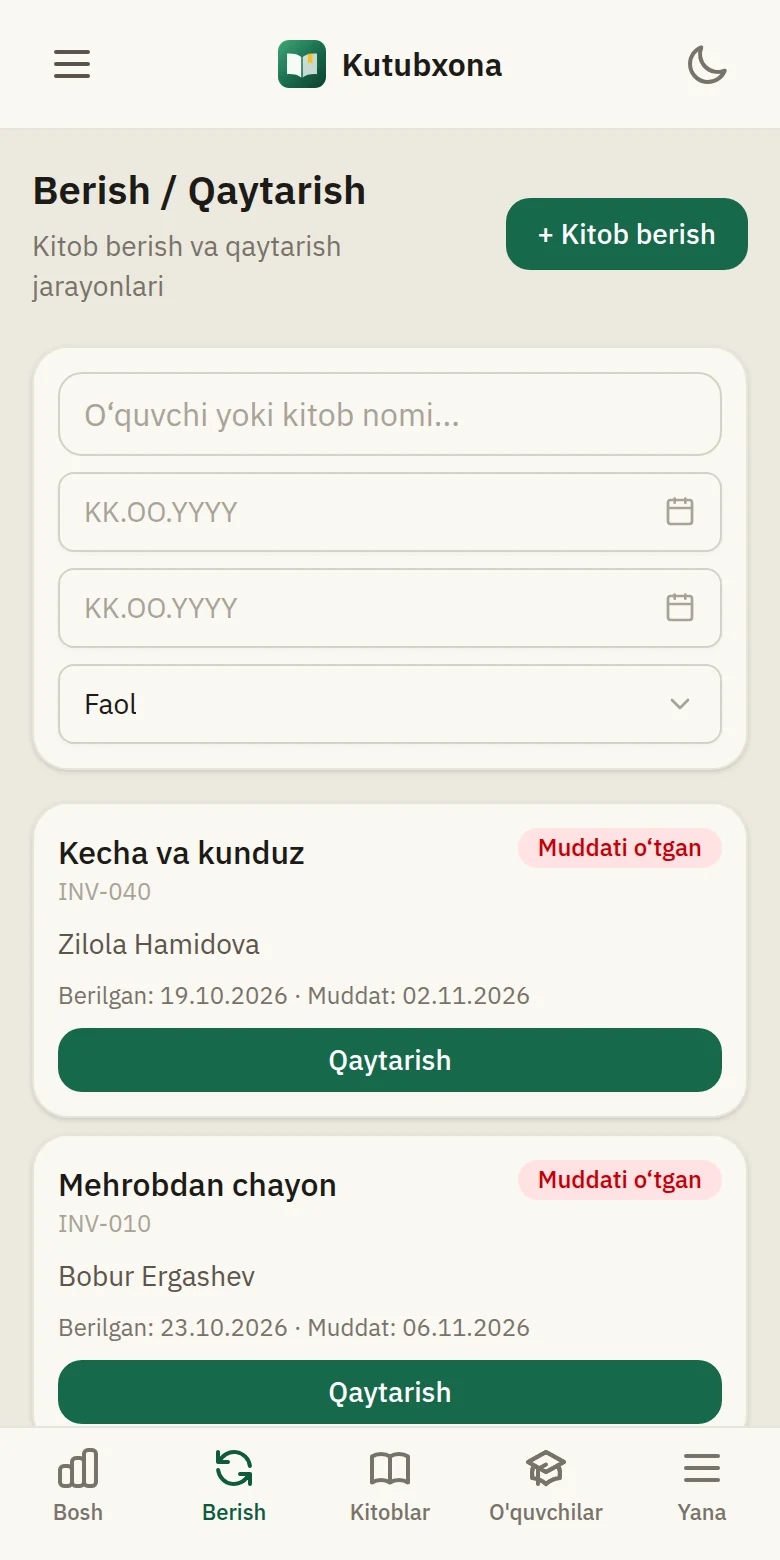 Kutubxona
Berish / Qaytarish
Kitob berish va qaytarish
jarayonlari
+ Kitob berish
Oʻquvchi yoki kitob nomi...
KK.OO.YYYY
KK.OO.YYYY
Faol
Kecha va kunduz
Muddati oʻtgan
INV-040
Zilola Hamidova
Berilgan: 19.10.2026 · Muddat: 02.11.2026
Qaytarish
Mehrobdan chayon
Muddati oʻtgan
INV-010
Bobur Ergashev
Berilgan: 23.10.2026 · Muddat: 06.11.2026
Qaytarish
Bosh
Berish
Kitoblar
O'quvchilar
Yana